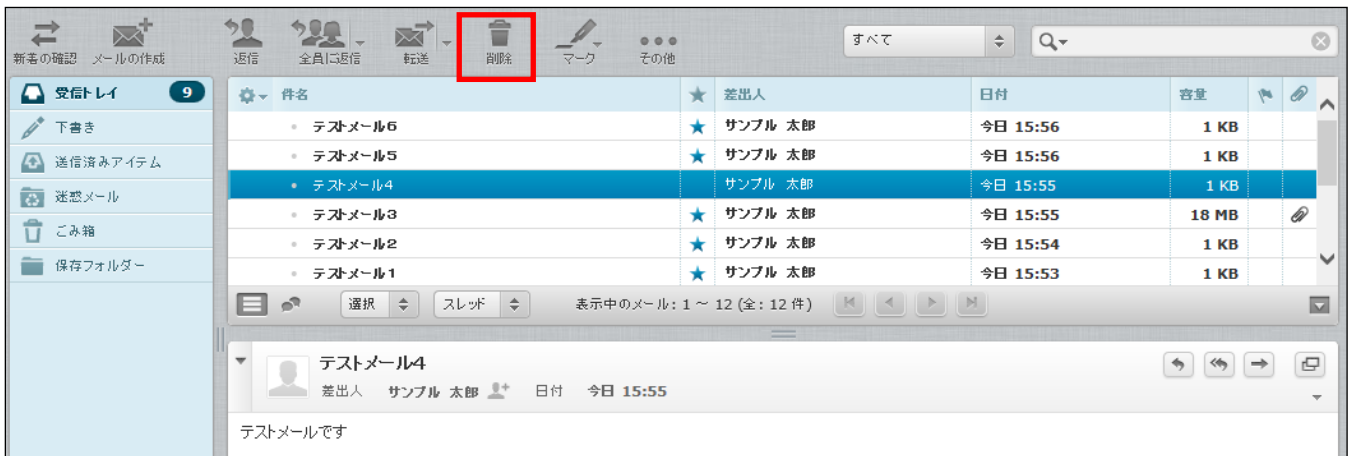 新着の確認 メールの作成 返信 全員に返信 転送 削除 マーク その他 すべて
受信トレイ 9
下書き
送信済みアイテム
迷惑メール
ごみ箱
保存フォルダー
件名 差出人 日付 容量
テストメール6 サンプル 太郎 今日 15:56 1 KB
テストメール5 サンプル 太郎 今日 15:56 1 KB
テストメール4 サンプル 太郎 今日 15:55 1 KB
テストメール3 サンプル 太郎 今日 15:55 18 MB
テストメール2 サンプル 太郎 今日 15:54 1 KB
テストメール1 サンプル 太郎 今日 15:53 1 KB
選択 スレッド 表示中のメール: 1 ~ 12 (全: 12 件)
テストメール4
差出人 サンプル 太郎 日付 今日 15:55
テストメールです